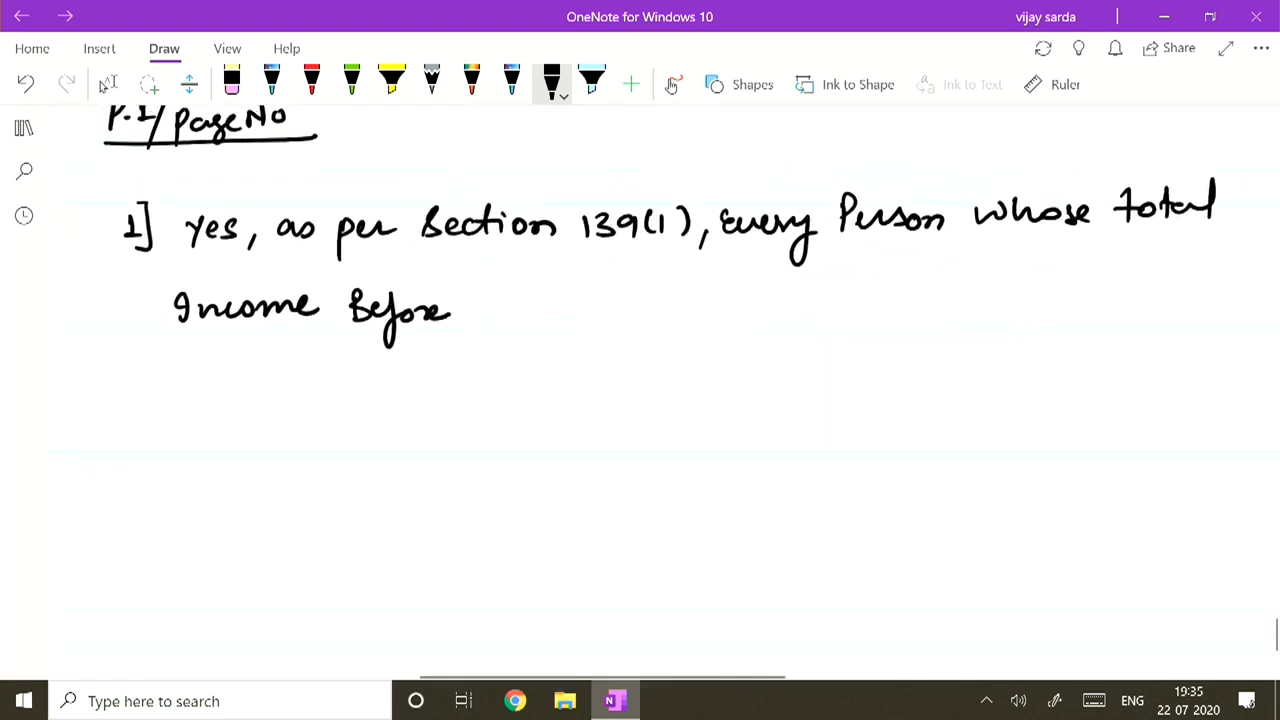 OneNote for Windows 10
vijay sarda
Home Insert Draw View Help
Share
Shapes Ink to Shape Ink to Text Ruler
P.1/PageNo
1] Yes, as per Section 139(1), Every Person whose total
Income Before
Type here to search
ENG
19:35
22 07 2020